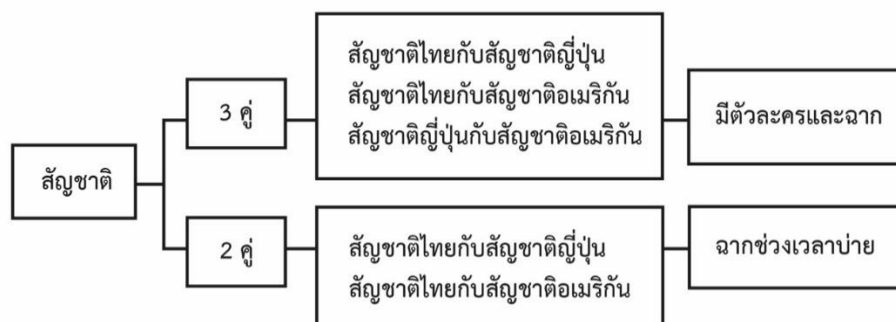 สัญชาติ
3 คู่
สัญชาติไทยกับสัญชาติญี่ปุ่น
สัญชาติไทยกับสัญชาติอเมริกัน
สัญชาติญี่ปุ่นกับสัญชาติอเมริกัน
มีตัวละครและฉาก
2 คู่
สัญชาติไทยกับสัญชาติญี่ปุ่น
สัญชาติไทยกับสัญชาติอเมริกัน
ฉากช่วงเวลาบ่าย